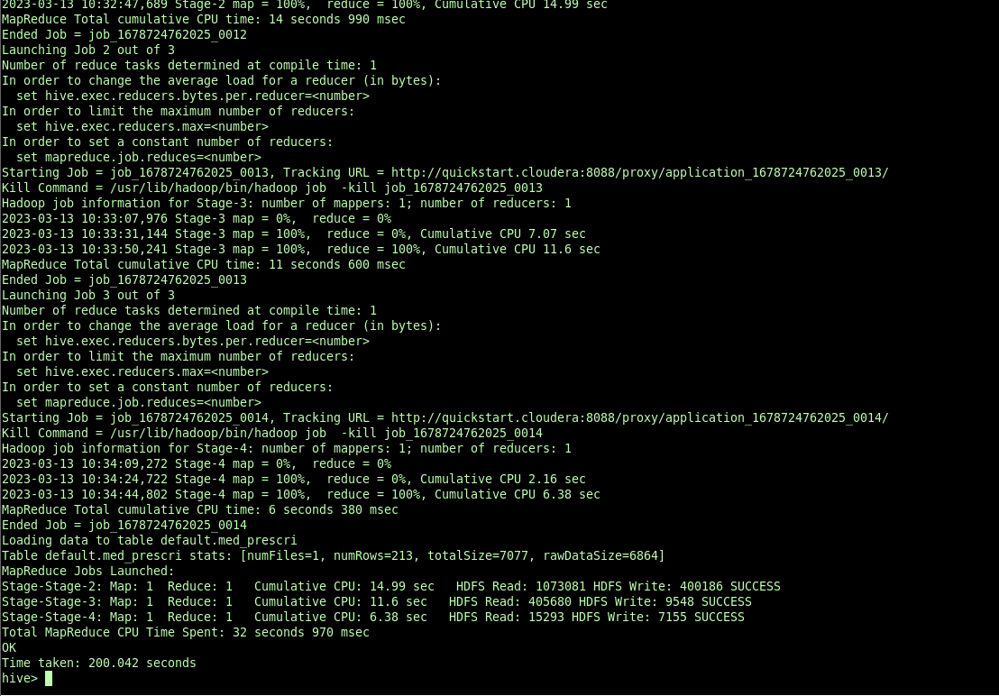 2023-03-13 10:32:47,689 Stage-2 map = 100%,  reduce = 100%, Cumulative CPU 14.99 sec
MapReduce Total cumulative CPU time: 14 seconds 990 msec
Ended Job = job_1678724762025_0012
Launching Job 2 out of 3
Number of reduce tasks determined at compile time: 1
In order to change the average load for a reducer (in bytes):
  set hive.exec.reducers.bytes.per.reducer=<number>
In order to limit the maximum number of reducers:
  set hive.exec.reducers.max=<number>
In order to set a constant number of reducers:
  set mapreduce.job.reduces=<number>
Starting Job = job_1678724762025_0013, Tracking URL = http://quickstart.cloudera:8088/proxy/application_1678724762025_0013/
Kill Command = /usr/lib/hadoop/bin/hadoop job  -kill job_1678724762025_0013
Hadoop job information for Stage-3: number of mappers: 1; number of reducers: 1
2023-03-13 10:33:07,976 Stage-3 map = 0%,  reduce = 0%
2023-03-13 10:33:31,144 Stage-3 map = 100%,  reduce = 0%, Cumulative CPU 7.07 sec
2023-03-13 10:33:50,241 Stage-3 map = 100%,  reduce = 100%, Cumulative CPU 11.6 sec
MapReduce Total cumulative CPU time: 11 seconds 600 msec
Ended Job = job_1678724762025_0013
Launching Job 3 out of 3
Number of reduce tasks determined at compile time: 1
In order to change the average load for a reducer (in bytes):
  set hive.exec.reducers.bytes.per.reducer=<number>
In order to limit the maximum number of reducers:
  set hive.exec.reducers.max=<number>
In order to set a constant number of reducers:
  set mapreduce.job.reduces=<number>
Starting Job = job_1678724762025_0014, Tracking URL = http://quickstart.cloudera:8088/proxy/application_1678724762025_0014/
Kill Command = /usr/lib/hadoop/bin/hadoop job  -kill job_1678724762025_0014
Hadoop job information for Stage-4: number of mappers: 1; number of reducers: 1
2023-03-13 10:34:09,272 Stage-4 map = 0%,  reduce = 0%
2023-03-13 10:34:24,722 Stage-4 map = 100%,  reduce = 0%, Cumulative CPU 2.16 sec
2023-03-13 10:34:44,802 Stage-4 map = 100%,  reduce = 100%, Cumulative CPU 6.38 sec
MapReduce Total cumulative CPU time: 6 seconds 380 msec
Ended Job = job_1678724762025_0014
Loading data to table default.med_prescri
Table default.med_prescri stats: [numFiles=1, numRows=213, totalSize=7077, rawDataSize=6864]
MapReduce Jobs Launched:
Stage-Stage-2: Map: 1  Reduce: 1   Cumulative CPU: 14.99 sec   HDFS Read: 1073081 HDFS Write: 400186 SUCCESS
Stage-Stage-3: Map: 1  Reduce: 1   Cumulative CPU: 11.6 sec   HDFS Read: 405680 HDFS Write: 9548 SUCCESS
Stage-Stage-4: Map: 1  Reduce: 1   Cumulative CPU: 6.38 sec   HDFS Read: 15293 HDFS Write: 7155 SUCCESS
Total MapReduce CPU Time Spent: 32 seconds 970 msec
OK
Time taken: 200.042 seconds
hive>